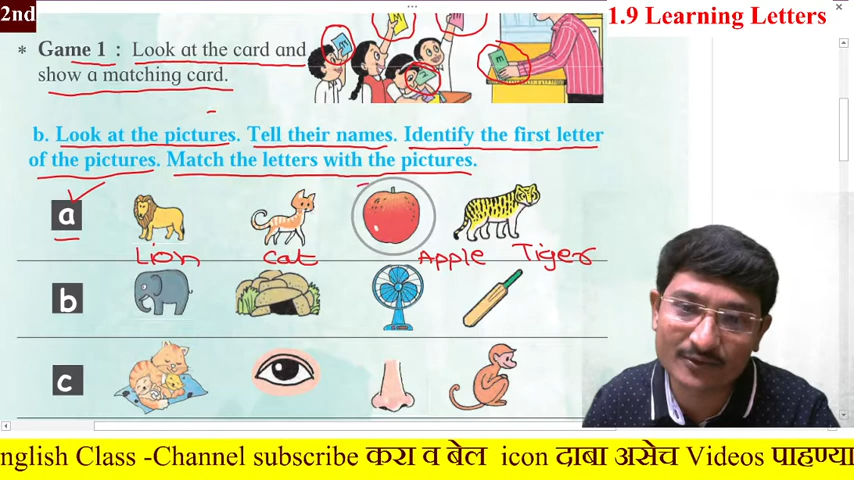 2nd
1.9 Learning Letters
* Game 1 : Look at the card and
show a matching card.
b. Look at the pictures. Tell their names. Identify the first letter
of the pictures. Match the letters with the pictures.
a
Lion Cat Apple Tiger
b
c
nglish Class -Channel subscribe करा व बेल icon दाबा असेच Videos पाहण्या